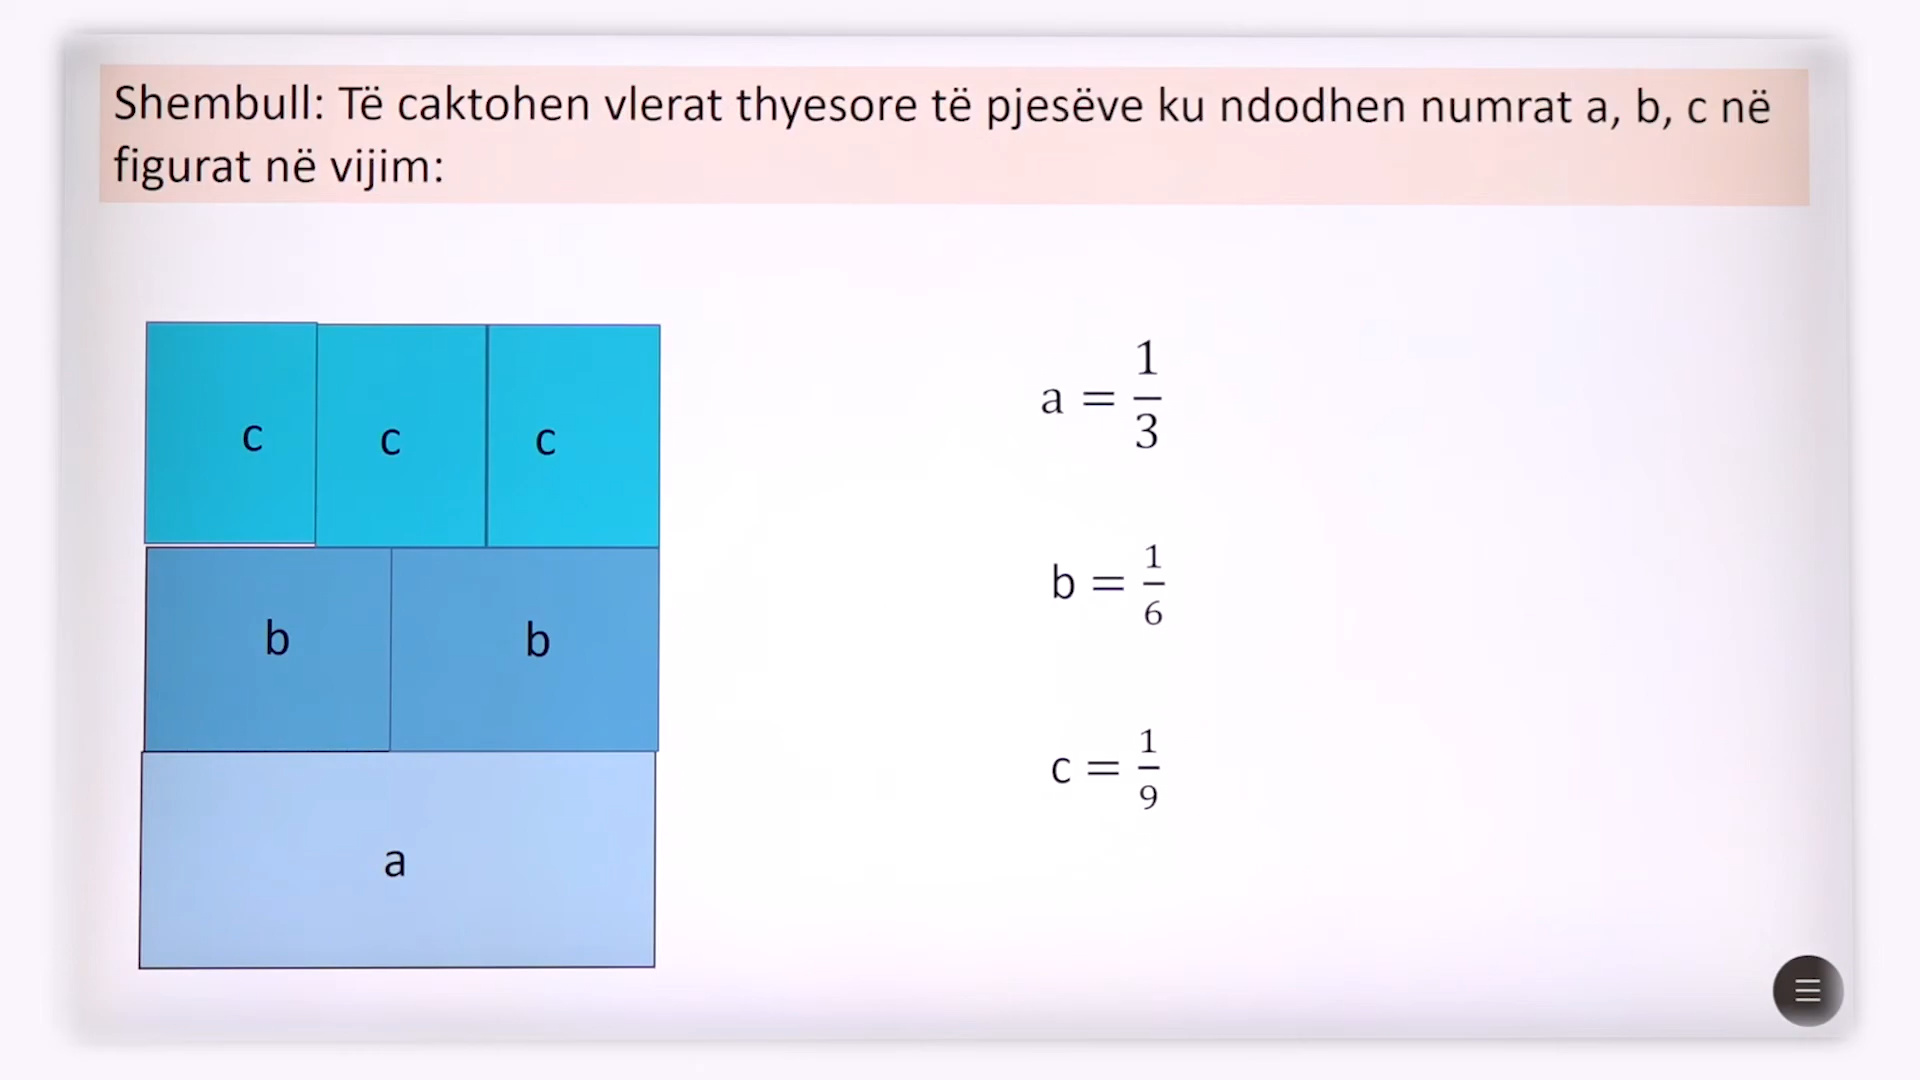 Shembull: Të caktohen vlerat thyesore të pjesëve ku ndodhen numrat a, b, c në
figurat në vijim:
c c c
b b
a
a = 1/3
b = 1/6
c = 1/9